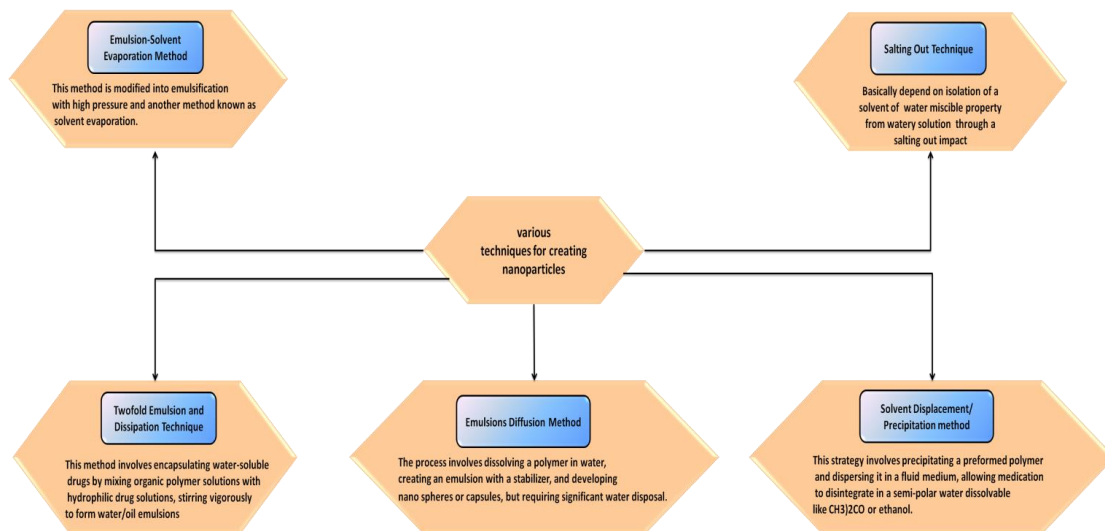 Emulsion-Solvent
Evaporation Method
This method is modified into emulsification
with high pressure and another method known as
solvent evaporation.
Salting Out Technique
Basically depend on isolation of a
solvent of water miscible property
from watery solution through a
salting out impact
various
techniques for creating
nanoparticles
Twofold Emulsion and
Dissipation Technique
This method involves encapsulating water-soluble
drugs by mixing organic polymer solutions with
hydrophilic drug solutions, stirring vigorously
to form water/oil emulsions
Emulsions Diffusion Method
The process involves dissolving a polymer in water,
creating an emulsion with a stabilizer, and developing
nano spheres or capsules, but requiring significant water disposal.
Solvent Displacement/
Precipitation method
This strategy involves precipitating a preformed polymer
and dispersing it in a fluid medium, allowing medication
to disintegrate in a semi-polar water dissolvable
like CH3)2CO or ethanol.